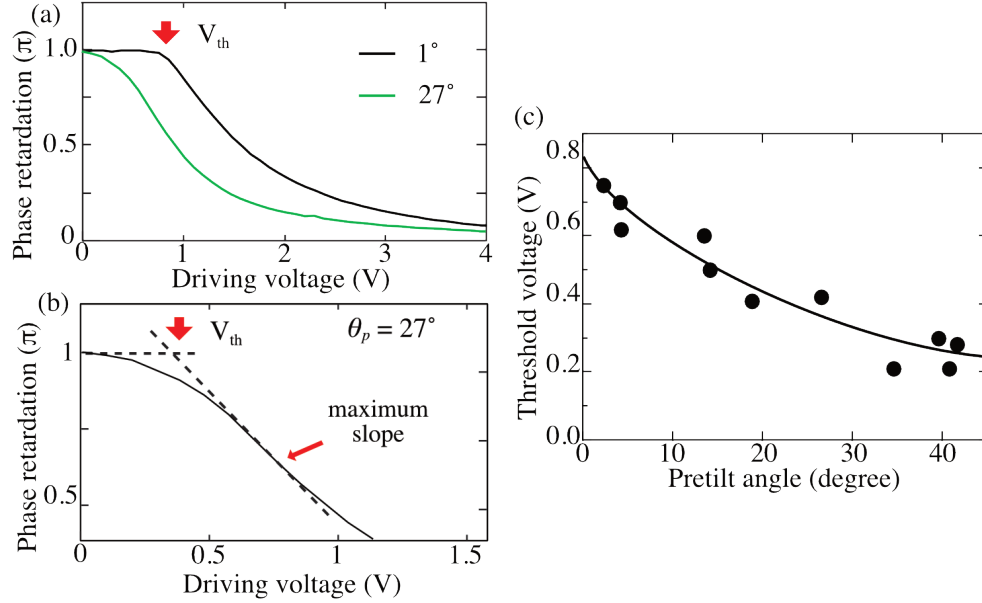 (a)
V_th
1°
27°
Phase retardation (π)
1.0
0.5
0
0
1
2
3
4
Driving voltage (V)
(b)
V_th
θ_p = 27°
maximum
slope
Phase retardation (π)
1
0.5
0
0.5
1
1.5
Driving voltage (V)
(c)
Threshold voltage (V)
0.8
0.6
0.4
0.2
0.0
0
10
20
30
40
Pretilt angle (degree)